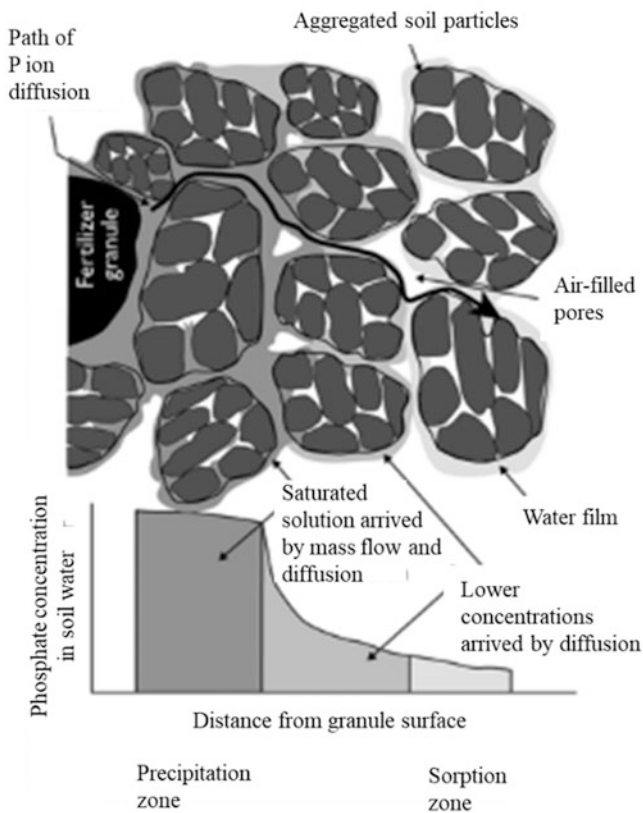 Aggregated soil particles
Path of
P ion
diffusion
Fertilizer
granule
Air-filled
pores
Water film
Saturated
solution arrived
by mass flow and
diffusion
Lower
concentrations
arrived by diffusion
Phosphate concentration
in soil water
Distance from granule surface
Precipitation
zone
Sorption
zone